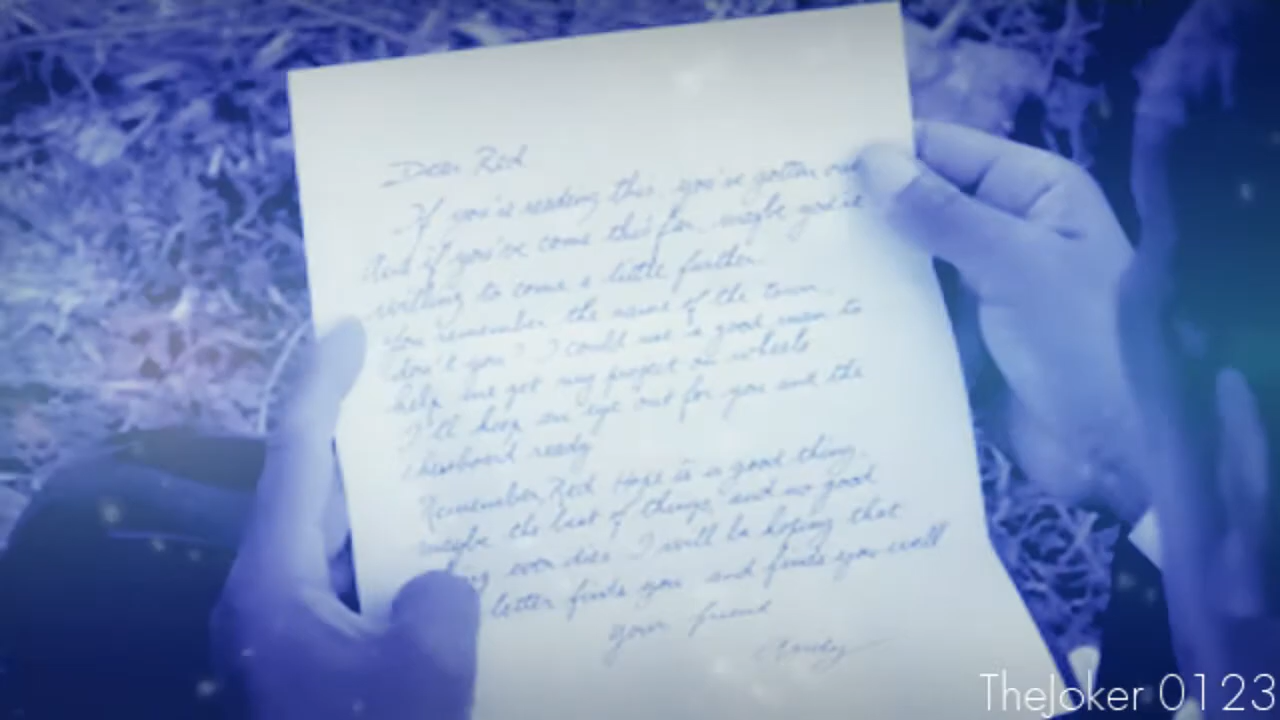 Dear Red
If you're reading this, you've gotten out
And if you've come this far, maybe you're
willing to come a little further.
You remember the name of the town,
don't you? I could use a good man to
help me get my project on wheels
I'll keep an eye out for you and the
chessboard ready
Remember, Red. Hope is a good thing,
maybe the best of things, and no good
ever dies. I will be hoping that
letter finds you and finds you well
Your friend
Andy
TheJoker 0123